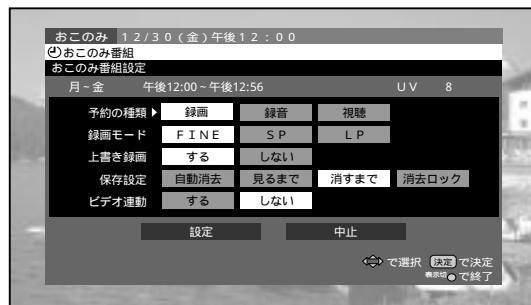 おこのみ 12/30(金)午後12:00
おこのみ番組
おこのみ番組設定
月~金 午後12:00~午後12:56 UV 8
予約の種類 録画 録音 視聴
録画モード FINE SP LP
上書き録画 する しない
保存設定 自動消去 見るまで 消すまで 消去ロック
ビデオ連動 する しない
設定 中止
で選択 決定 で決定
表示切 で終了